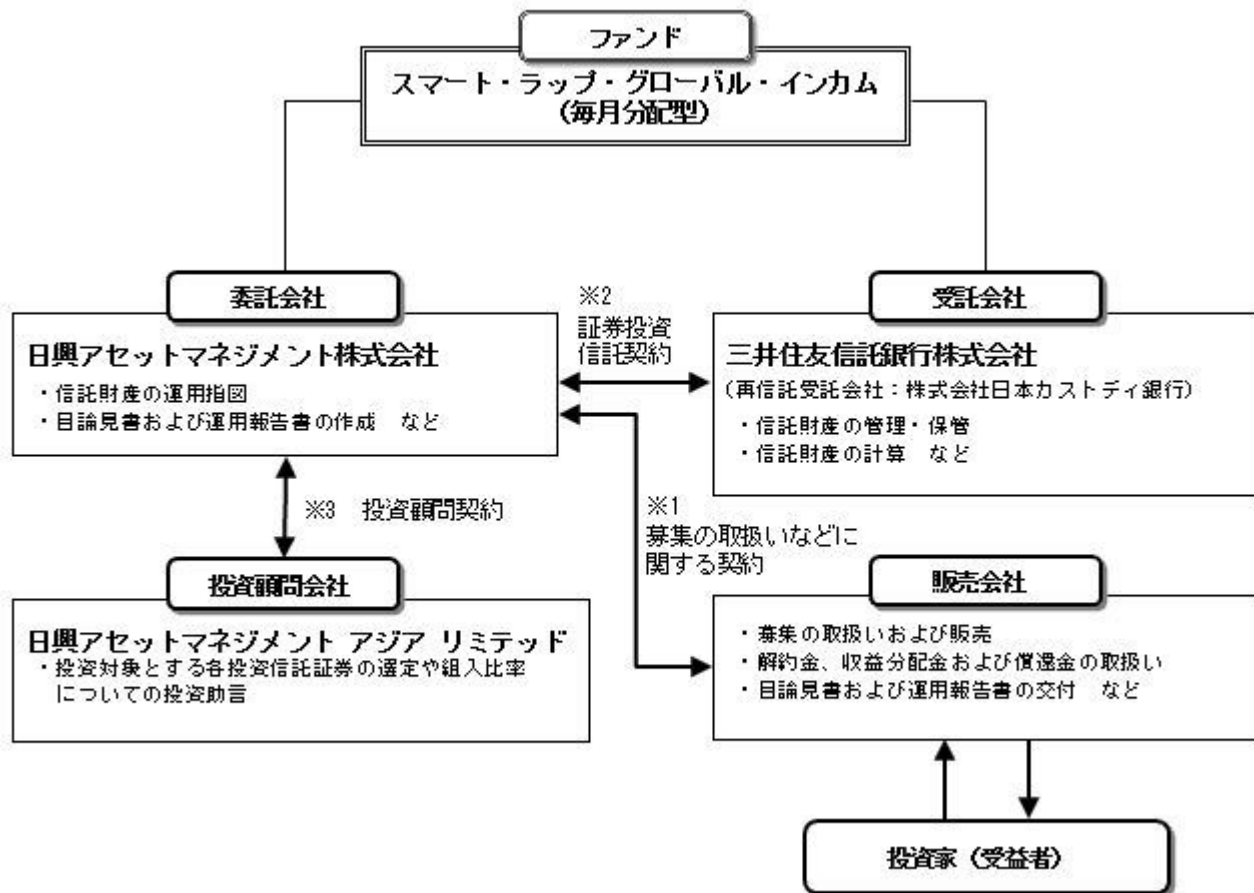 ファンド
スマート・ラップ・グローバル・インカム
(毎月分配型)
委託会社
日興アセットマネジメント株式会社
・信託財産の運用指図
・目論見書および運用報告書の作成　など
※2
証券投資
信託契約
受託会社
三井住友信託銀行株式会社
(再信託受託会社：株式会社日本カストディ銀行)
・信託財産の管理・保管
・信託財産の計算　など
※3　投資顧問契約
※1
募集の取扱いなどに
関する契約
投資顧問会社
日興アセットマネジメント アジア リミテッド
・投資対象とする各投資信託証券の選定や組入比率
についての投資助言
販売会社
・募集の取扱いおよび販売
・解約金、収益分配金および償還金の取扱い
・目論見書および運用報告書の交付　など
投資家（受益者）